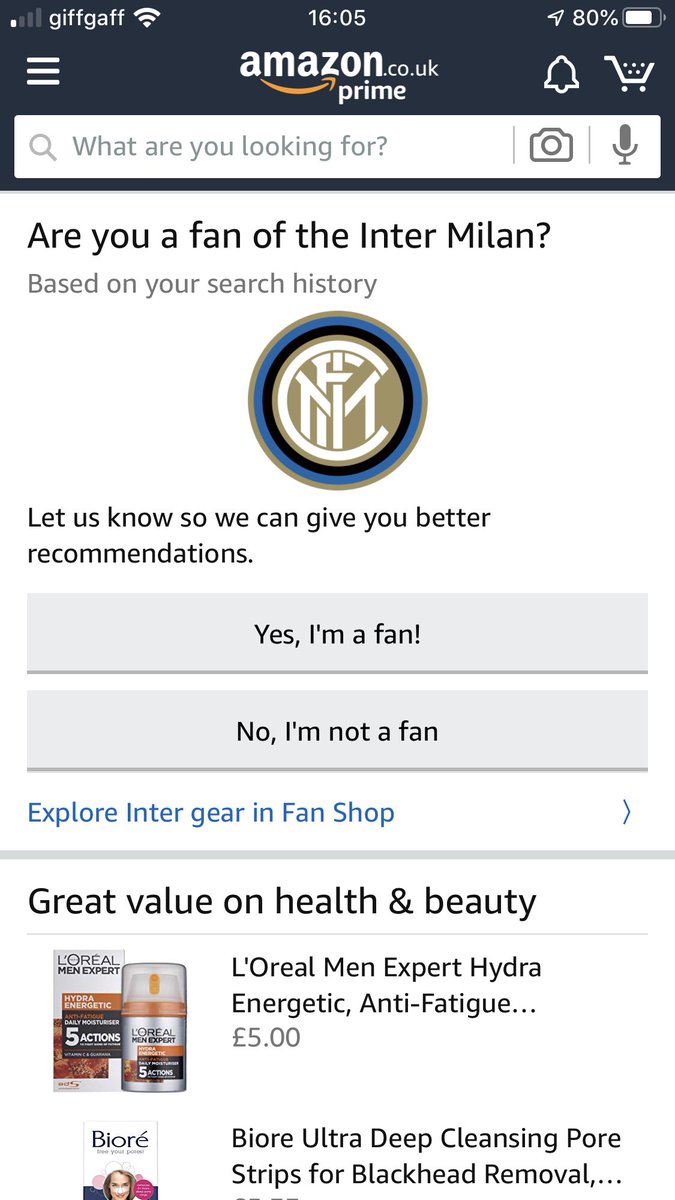 giffgaff 16:05 80%
amazon.co.uk
prime
What are you looking for?
Are you a fan of the Inter Milan?
Based on your search history
Let us know so we can give you better
recommendations.
Yes, I'm a fan!
No, I'm not a fan
Explore Inter gear in Fan Shop
Great value on health & beauty
L'ORÉAL
MEN EXPERT
HYDRA
ENERGETIC
ANTI-FATIGUE
DAILY MOISTURISER
5 ACTIONS
VITAMIN C & GUARANA
L'ORÉAL
MEN EXPERT
HYDRA
ENERGETIC
ANTI-FATIGUE
DAILY MOISTURISER
5 ACTIONS
L'Oreal Men Expert Hydra
Energetic, Anti-Fatigue...
£5.00
Bioré
free your pores!
Biore Ultra Deep Cleansing Pore
Strips for Blackhead Removal,...